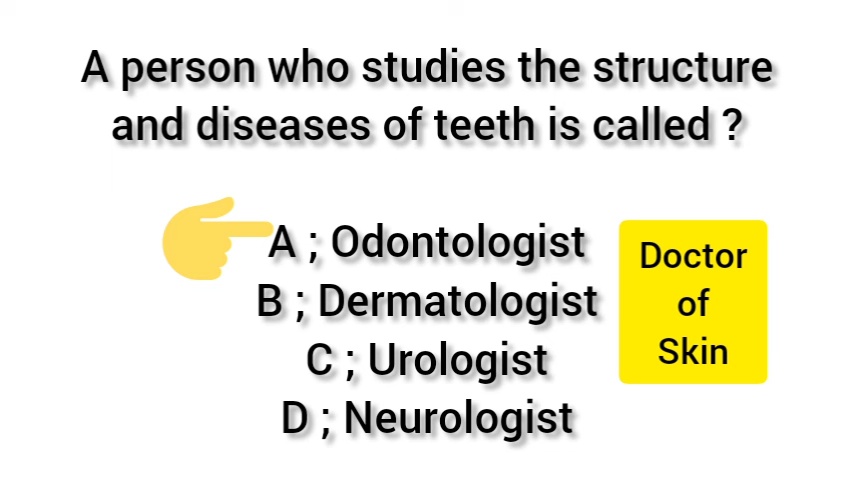 A person who studies the structure
and diseases of teeth is called ?
A ; Odontologist
B ; Dermatologist
C ; Urologist
D ; Neurologist
Doctor
of
Skin